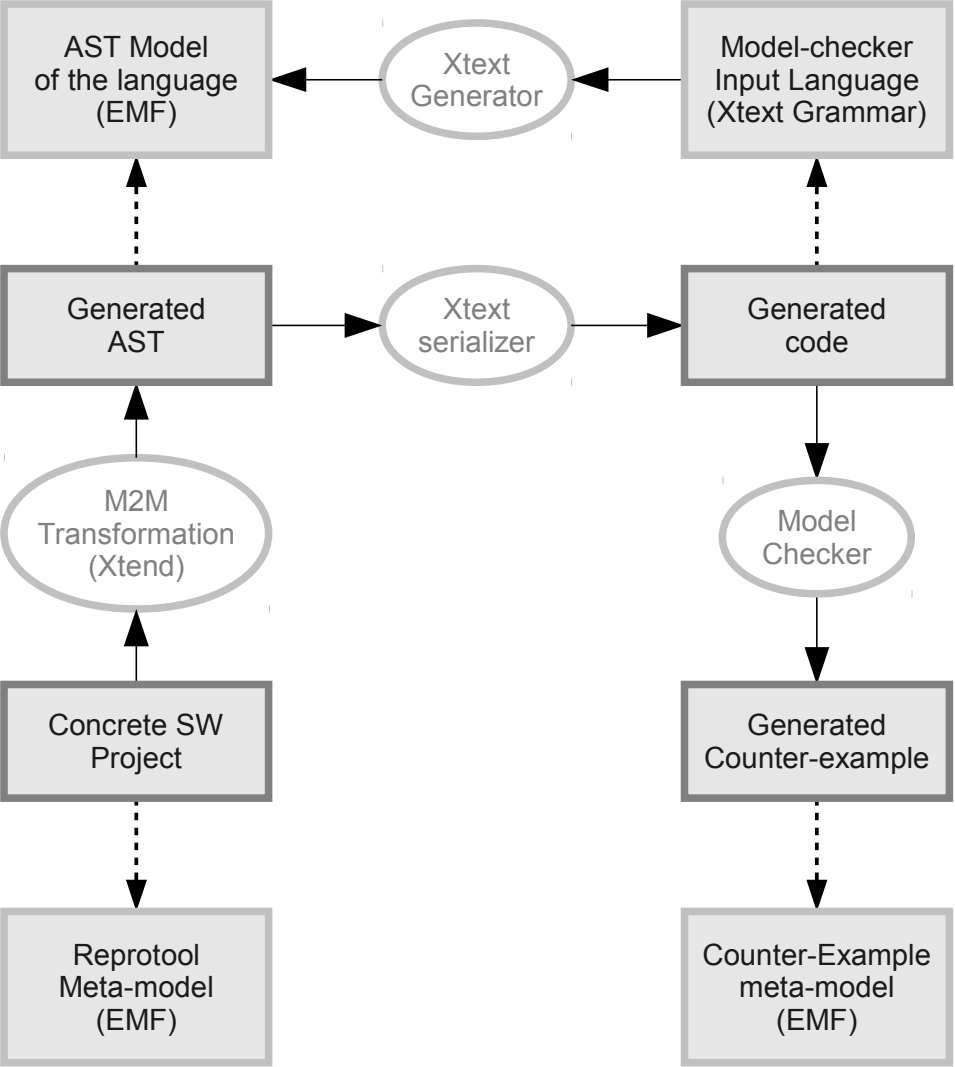 AST Model
of the language
(EMF)
Xtext
Generator
Model-checker
Input Language
(Xtext Grammar)
Generated
AST
Xtext
serializer
Generated
code
M2M
Transformation
(Xtend)
Model
Checker
Concrete SW
Project
Generated
Counter-example
Reprotool
Meta-model
(EMF)
Counter-Example
meta-model
(EMF)